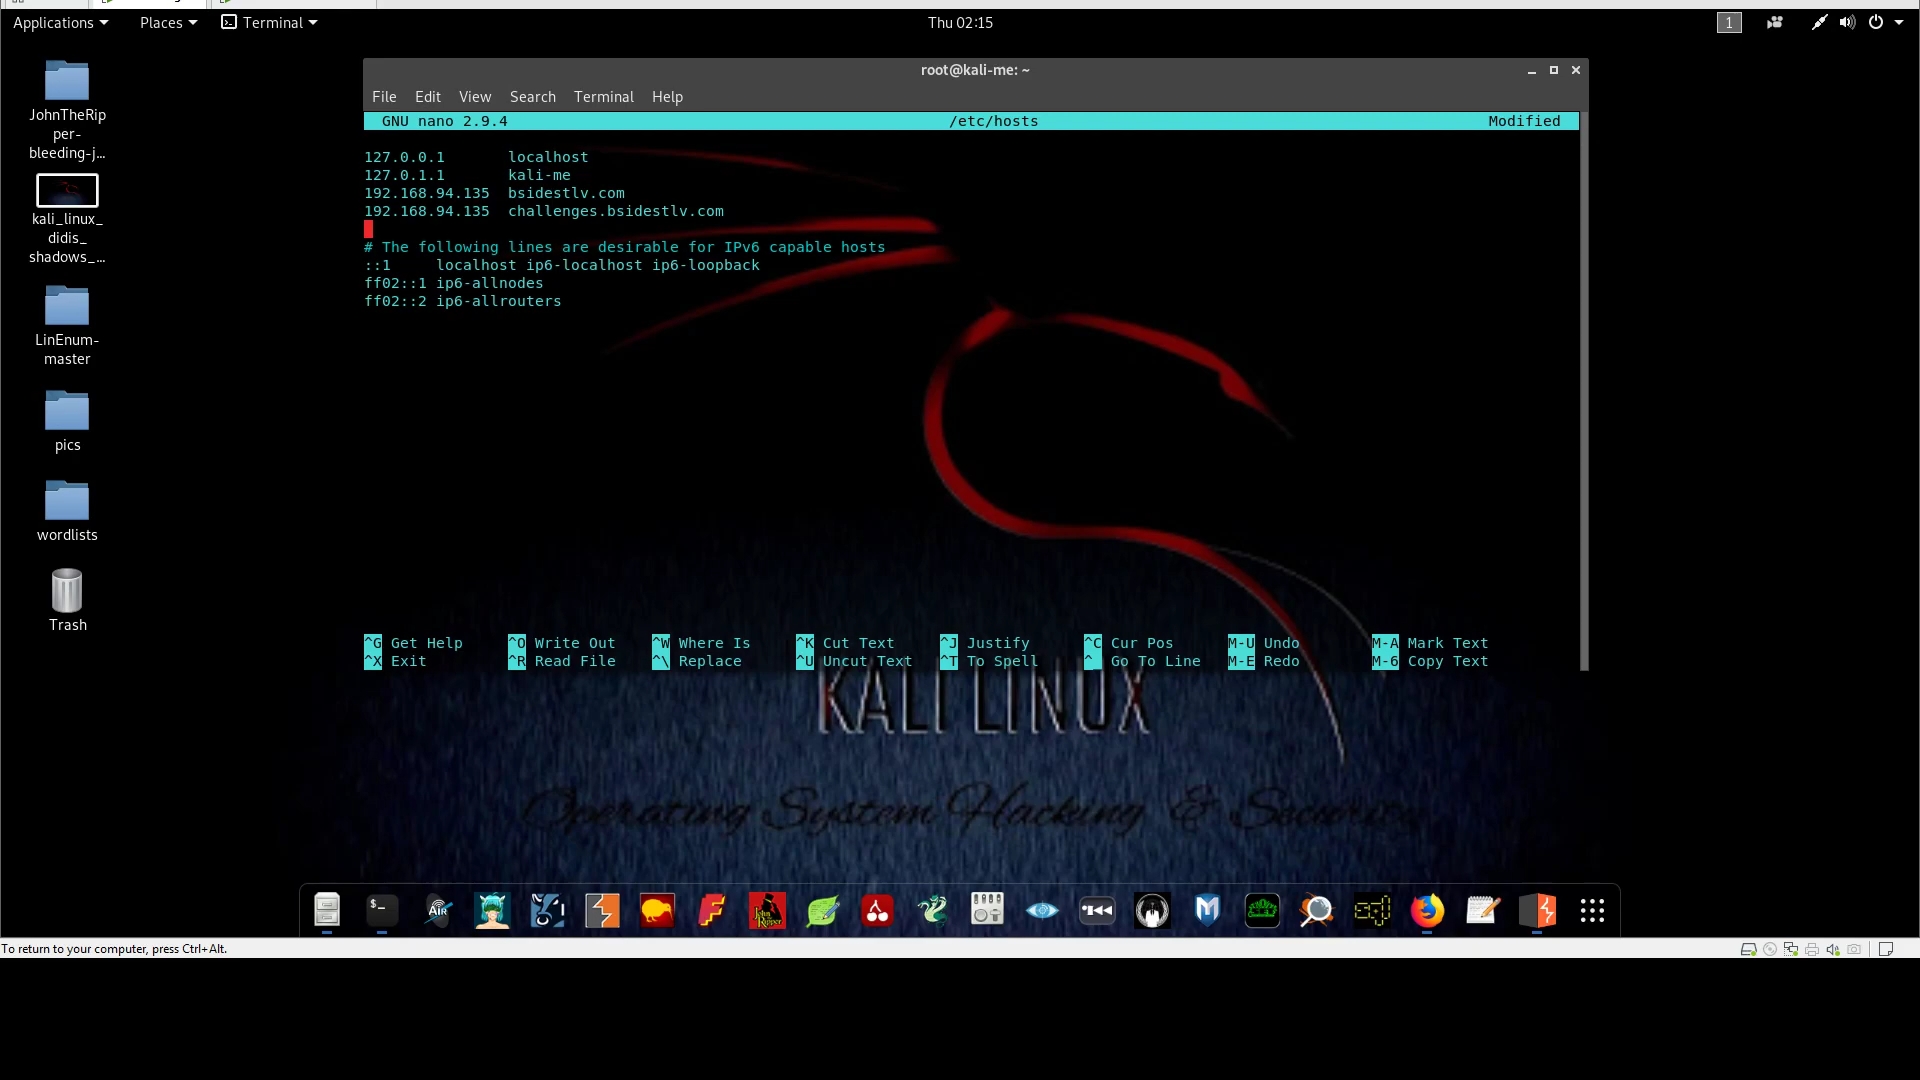 Applications Places Terminal Thu 02:15 1
root@kali-me: ~
File Edit View Search Terminal Help
GNU nano 2.9.4 /etc/hosts Modified
127.0.0.1 localhost
127.0.1.1 kali-me
192.168.94.135 bsidestlv.com
192.168.94.135 challenges.bsidestlv.com
# The following lines are desirable for IPv6 capable hosts
::1 localhost ip6-localhost ip6-loopback
ff02::1 ip6-allnodes
ff02::2 ip6-allrouters
^G Get Help ^O Write Out ^W Where Is ^K Cut Text ^J Justify ^C Cur Pos M-U Undo M-A Mark Text
^X Exit ^R Read File ^\ Replace ^U Uncut Text ^T To Spell ^_ Go To Line M-E Redo M-6 Copy Text
JohnTheRip
per-
bleeding-j...
kali_linux_
didis_
shadows_...
LinEnum-
master
pics
wordlists
Trash
KALI LINUX
Operating System Hacking & Security
To return to your computer, press Ctrl+Alt.